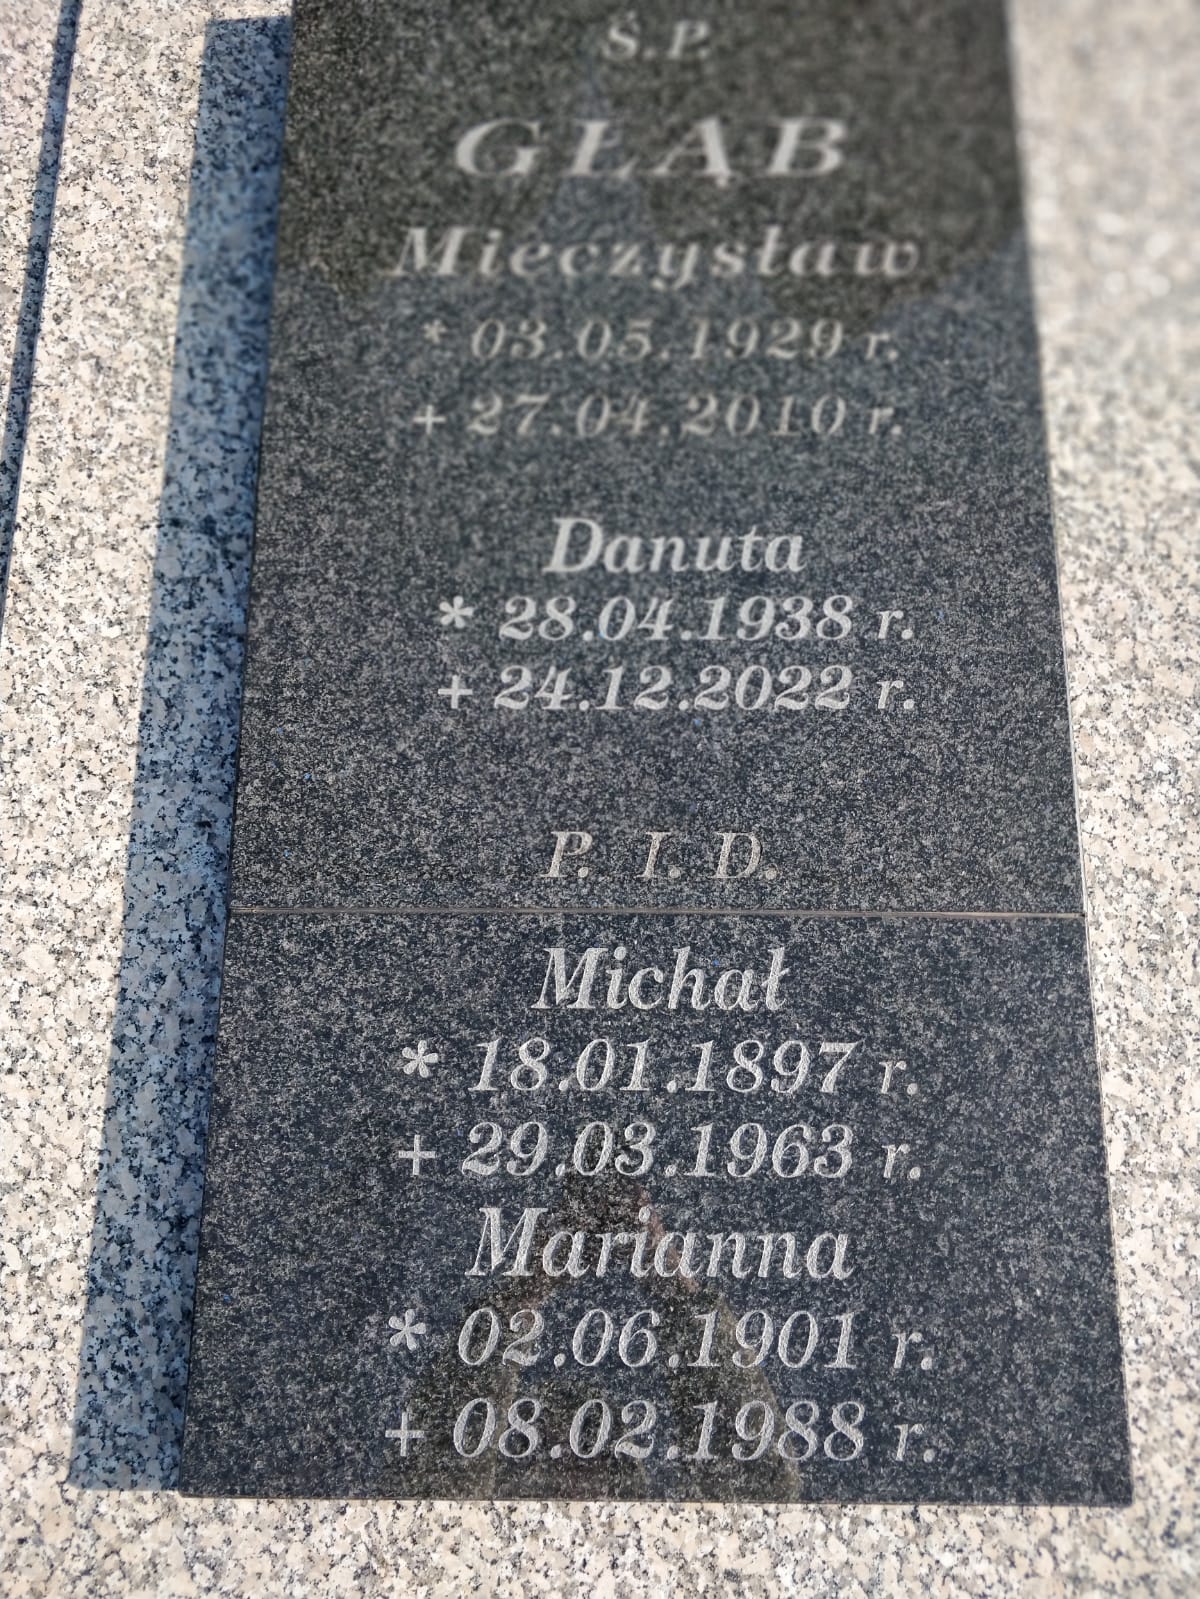 Ś.P.
GŁĄB
Mieczysław
* 03.05.1929 r.
+ 27.04.2010 r.
Danuta
* 28.04.1938 r.
+ 24.12.2022 r.
P. I. D.
Michał
* 18.01.1897 r.
+ 29.03.1963 r.
Marianna
* 02.06.1901 r.
+ 08.02.1988 r.